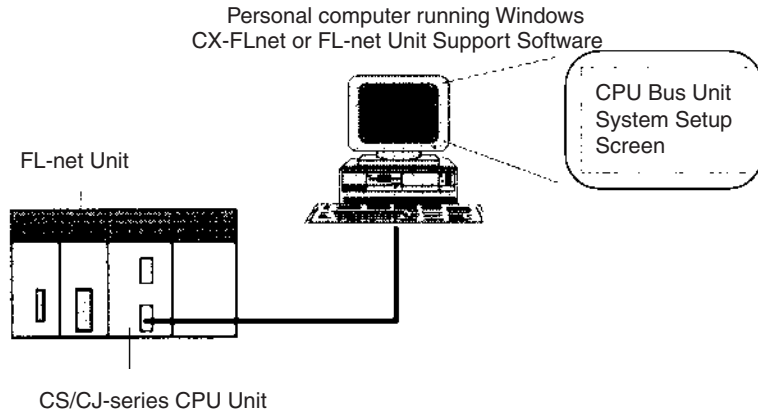 Personal computer running Windows
CX-FLnet or FL-net Unit Support Software
CPU Bus Unit
System Setup
Screen
FL-net Unit
CS/CJ-series CPU Unit